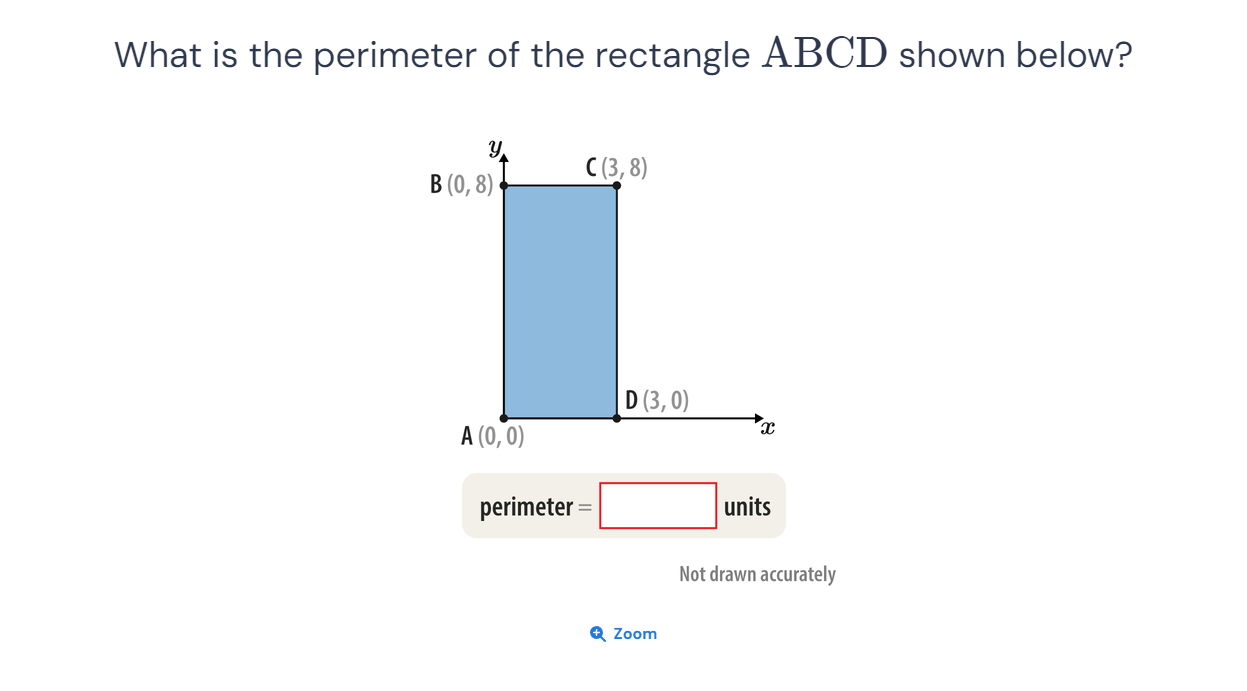 What is the perimeter of the rectangle ABCD shown below?
y
C (3, 8)
B (0, 8)
D (3, 0)
x
A (0, 0)
perimeter = units
Not drawn accurately
Zoom